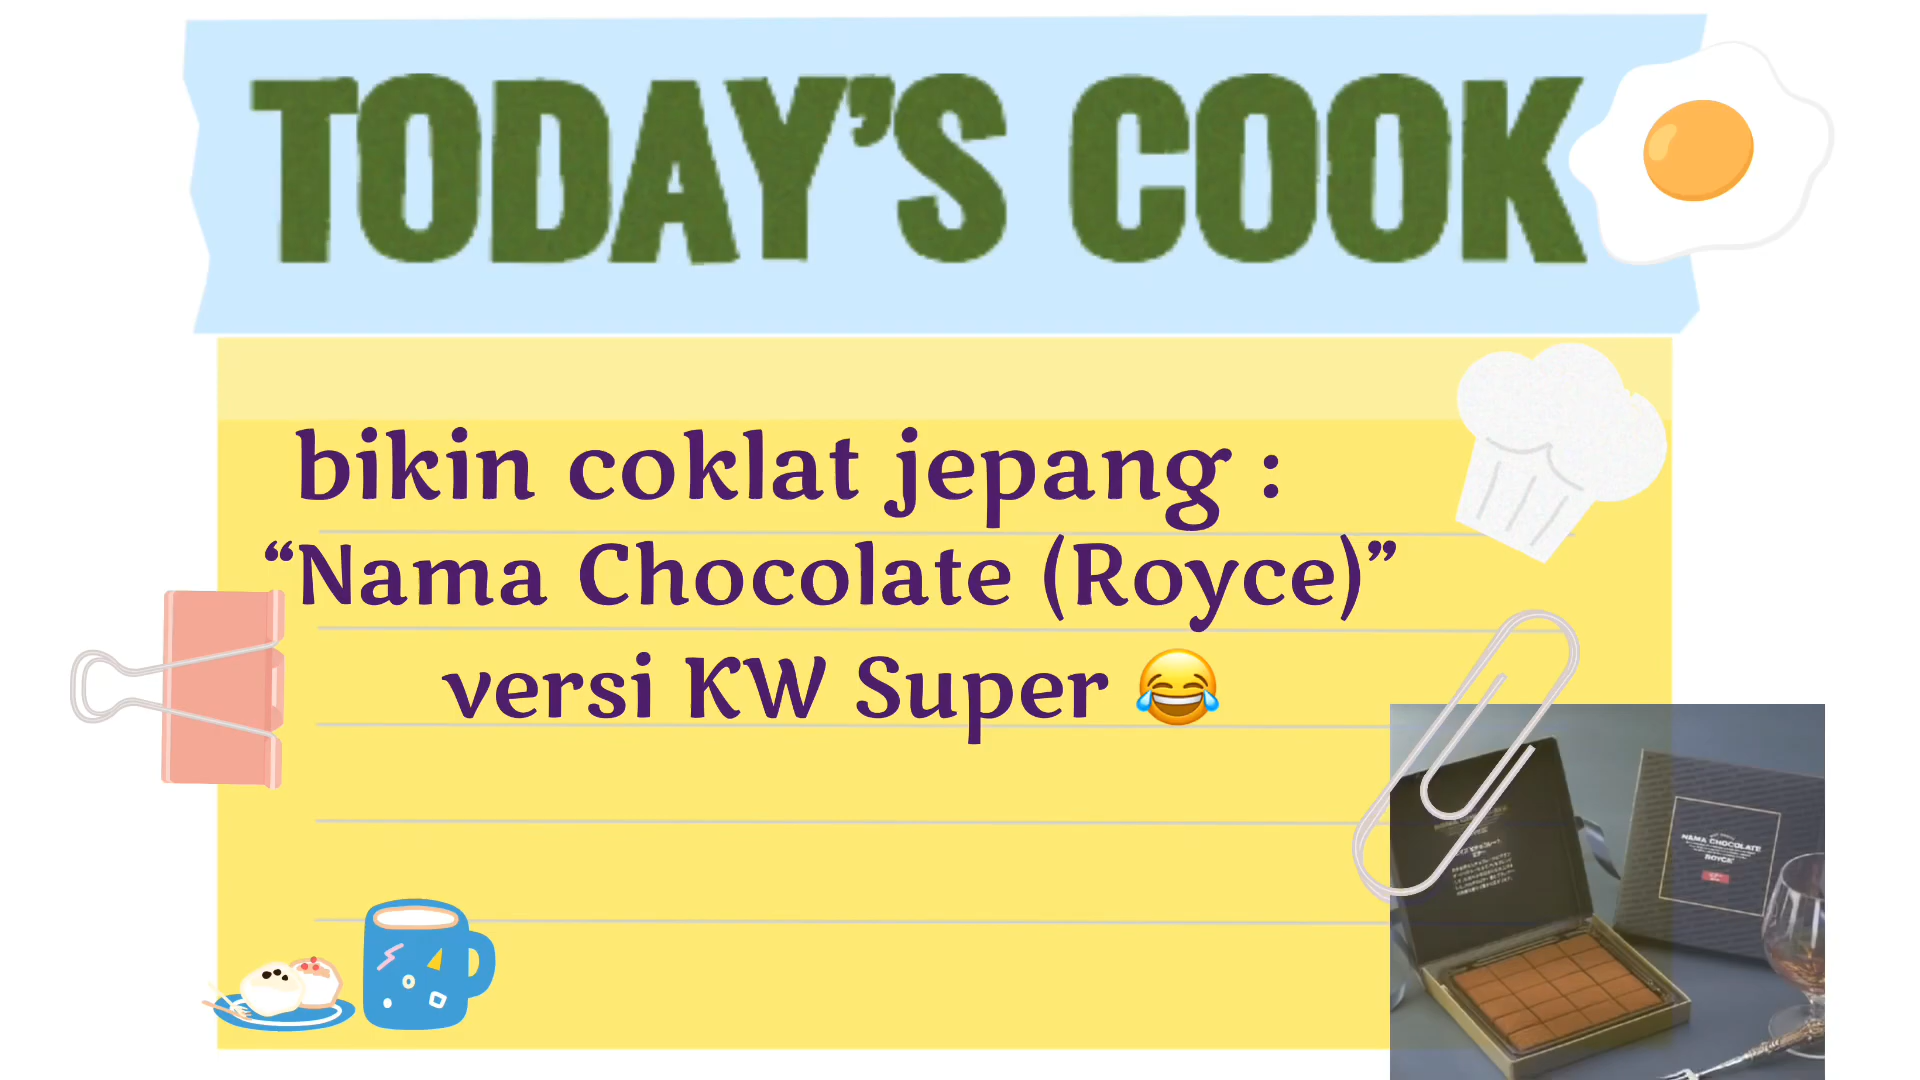 TODAY'S COOK
bikin coklat jepang :
“Nama Chocolate (Royce)”
versi KW Super 😂
NAMA CHOCOLATE
ROYCE'